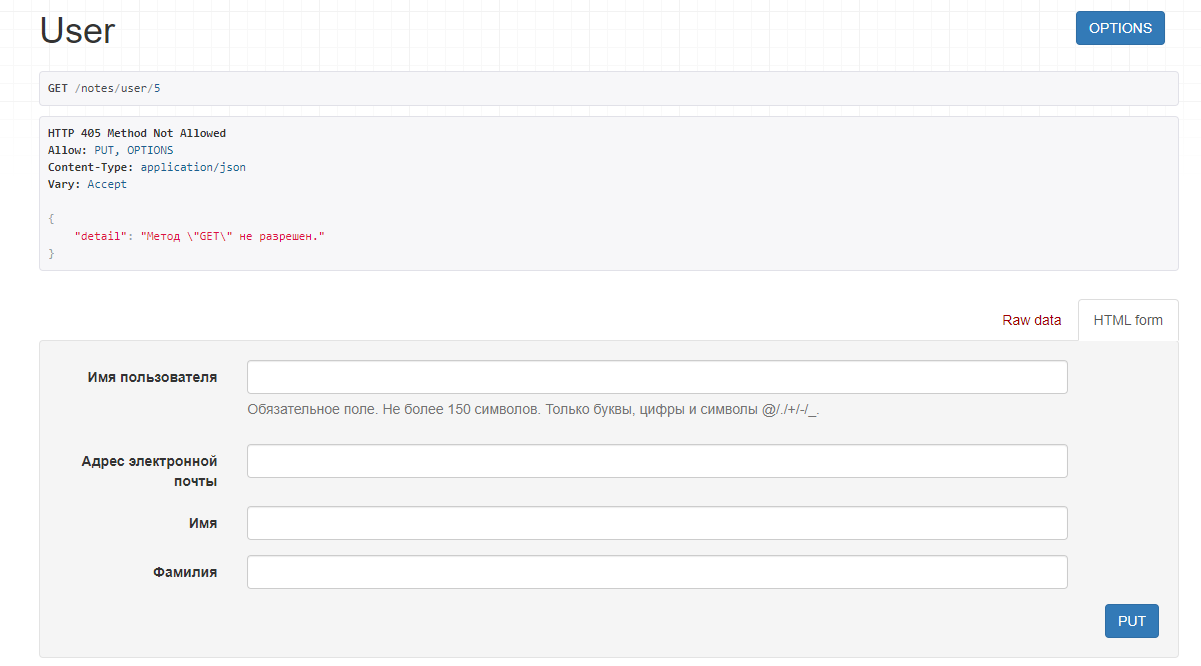 User
OPTIONS
GET /notes/user/5
HTTP 405 Method Not Allowed
Allow: PUT, OPTIONS
Content-Type: application/json
Vary: Accept
{
"detail": "Метод \"GET\" не разрешен."
}
Raw data
HTML form
Имя пользователя
Обязательное поле. Не более 150 символов. Только буквы, цифры и символы @/./+/-/_.
Адрес электронной
почты
Имя
Фамилия
PUT